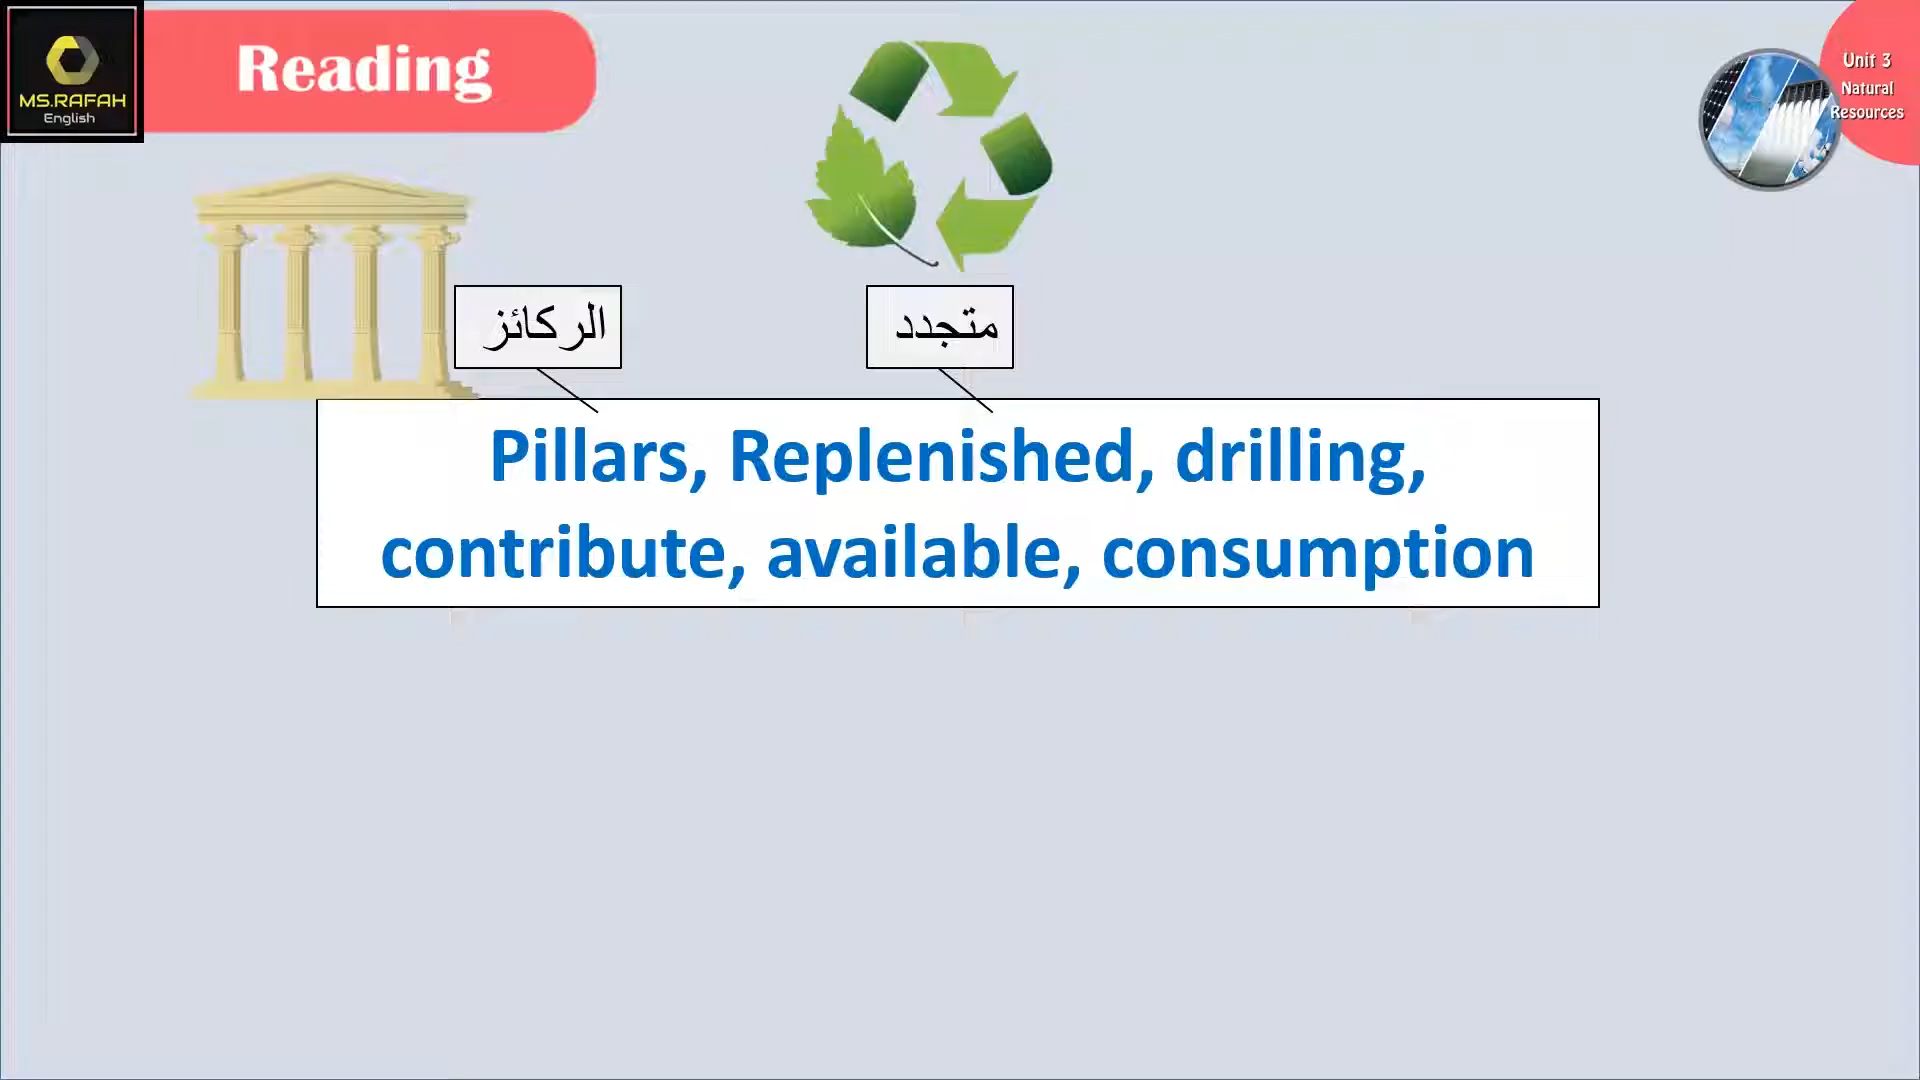 MS.RAFAH
English
Reading
Unit 3
Natural
Resources
الركائز
متجدد
Pillars, Replenished, drilling,
contribute, available, consumption